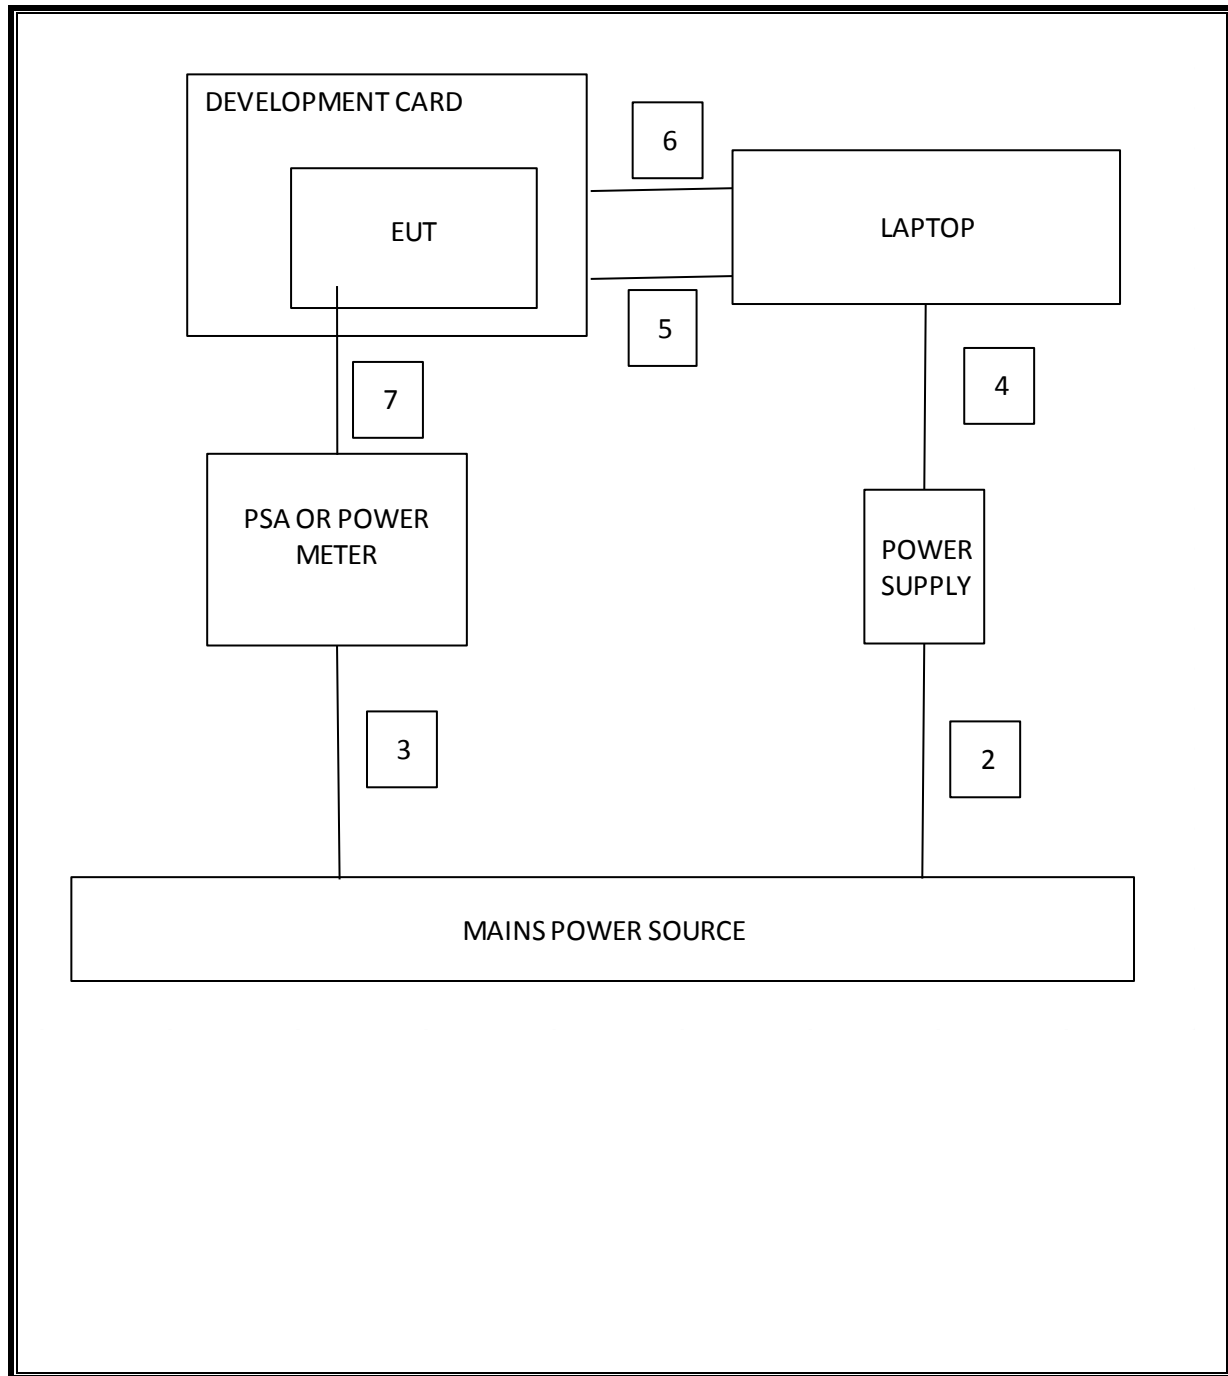 DEVELOPMENT CARD
6
EUT
LAPTOP
5
4
7
PSA OR POWER
METER
POWER
SUPPLY
3
2
MAINS POWER SOURCE